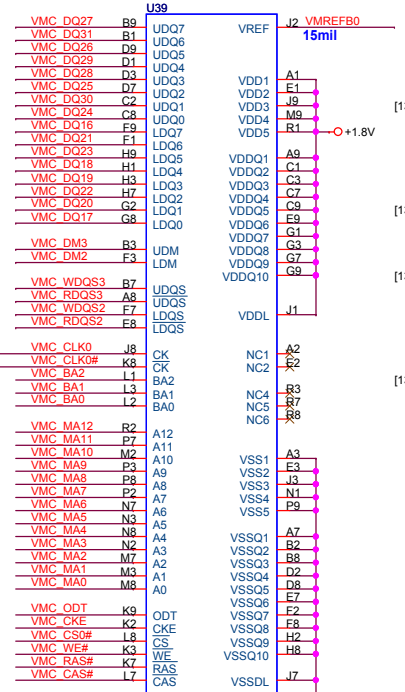 U39
VMC_DQ27 B9 UDQ7 VREF J2 VMREFB0
VMC_DQ31 B1 UDQ6 15mil
VMC_DQ26 D9 UDQ5
VMC_DQ29 D1 UDQ4
VMC_DQ28 D3 UDQ3 VDD1 A1
VMC_DQ25 D7 UDQ2 VDD2 E1
VMC_DQ30 C2 UDQ1 VDD3 J9 [1
VMC_DQ24 C8 UDQ0 VDD4 M9
VMC_DQ16 F9 LDQ7 VDD5 R1 +1.8V
VMC_DQ21 F1 LDQ6
VMC_DQ23 H9 LDQ5 VDDQ1 A9
VMC_DQ18 H1 LDQ4 VDDQ2 C1
VMC_DQ19 H3 LDQ3 VDDQ3 C3
VMC_DQ22 H7 LDQ2 VDDQ4 C7
VMC_DQ20 G2 LDQ1 VDDQ5 C9 [1
VMC_DQ17 G8 LDQ0 VDDQ6 E9
VDDQ7 G1
VMC_DM3 B3 UDM VDDQ8 G3
VMC_DM2 F3 LDM VDDQ9 G7
VDDQ10 G9 [1
VMC_WDQS3 B7 UDQS
VMC_RDQS3 A8 UDQS
VMC_WDQS2 F7 LDQS VDDL J1
VMC_RDQS2 E8 LDQS
VMC_CLK0 J8 CK NC1 A2
VMC_CLK0# K8 CK NC2 E2
VMC_BA2 L1 BA2 [1
VMC_BA1 L3 BA1 NC4 R3
VMC_BA0 L2 BA0 NC5 R7
NC6 R8
VMC_MA12 R2 A12
VMC_MA11 P7 A11
VMC_MA10 M2 A10 VSS1 A3
VMC_MA9 P3 A9 VSS2 E3
VMC_MA8 P8 A8 VSS3 J3
VMC_MA7 P2 A7 VSS4 N1
VMC_MA6 N7 A6 VSS5 P9
VMC_MA5 N3 A5
VMC_MA4 N8 A4 VSSQ1 A7
VMC_MA3 N2 A3 VSSQ2 B2
VMC_MA2 M7 A2 VSSQ3 B8
VMC_MA1 M3 A1 VSSQ4 D2
VMC_MA0 M8 A0 VSSQ5 D8
VSSQ6 E7
VMC_ODT K9 ODT VSSQ7 F2
VMC_CKE K2 CKE VSSQ8 F8
VMC_CS0# L8 CS VSSQ9 H2
VMC_WE# K3 WE VSSQ10 H8
VMC_RAS# K7 RAS
VMC_CAS# L7 CAS VSSDL J7